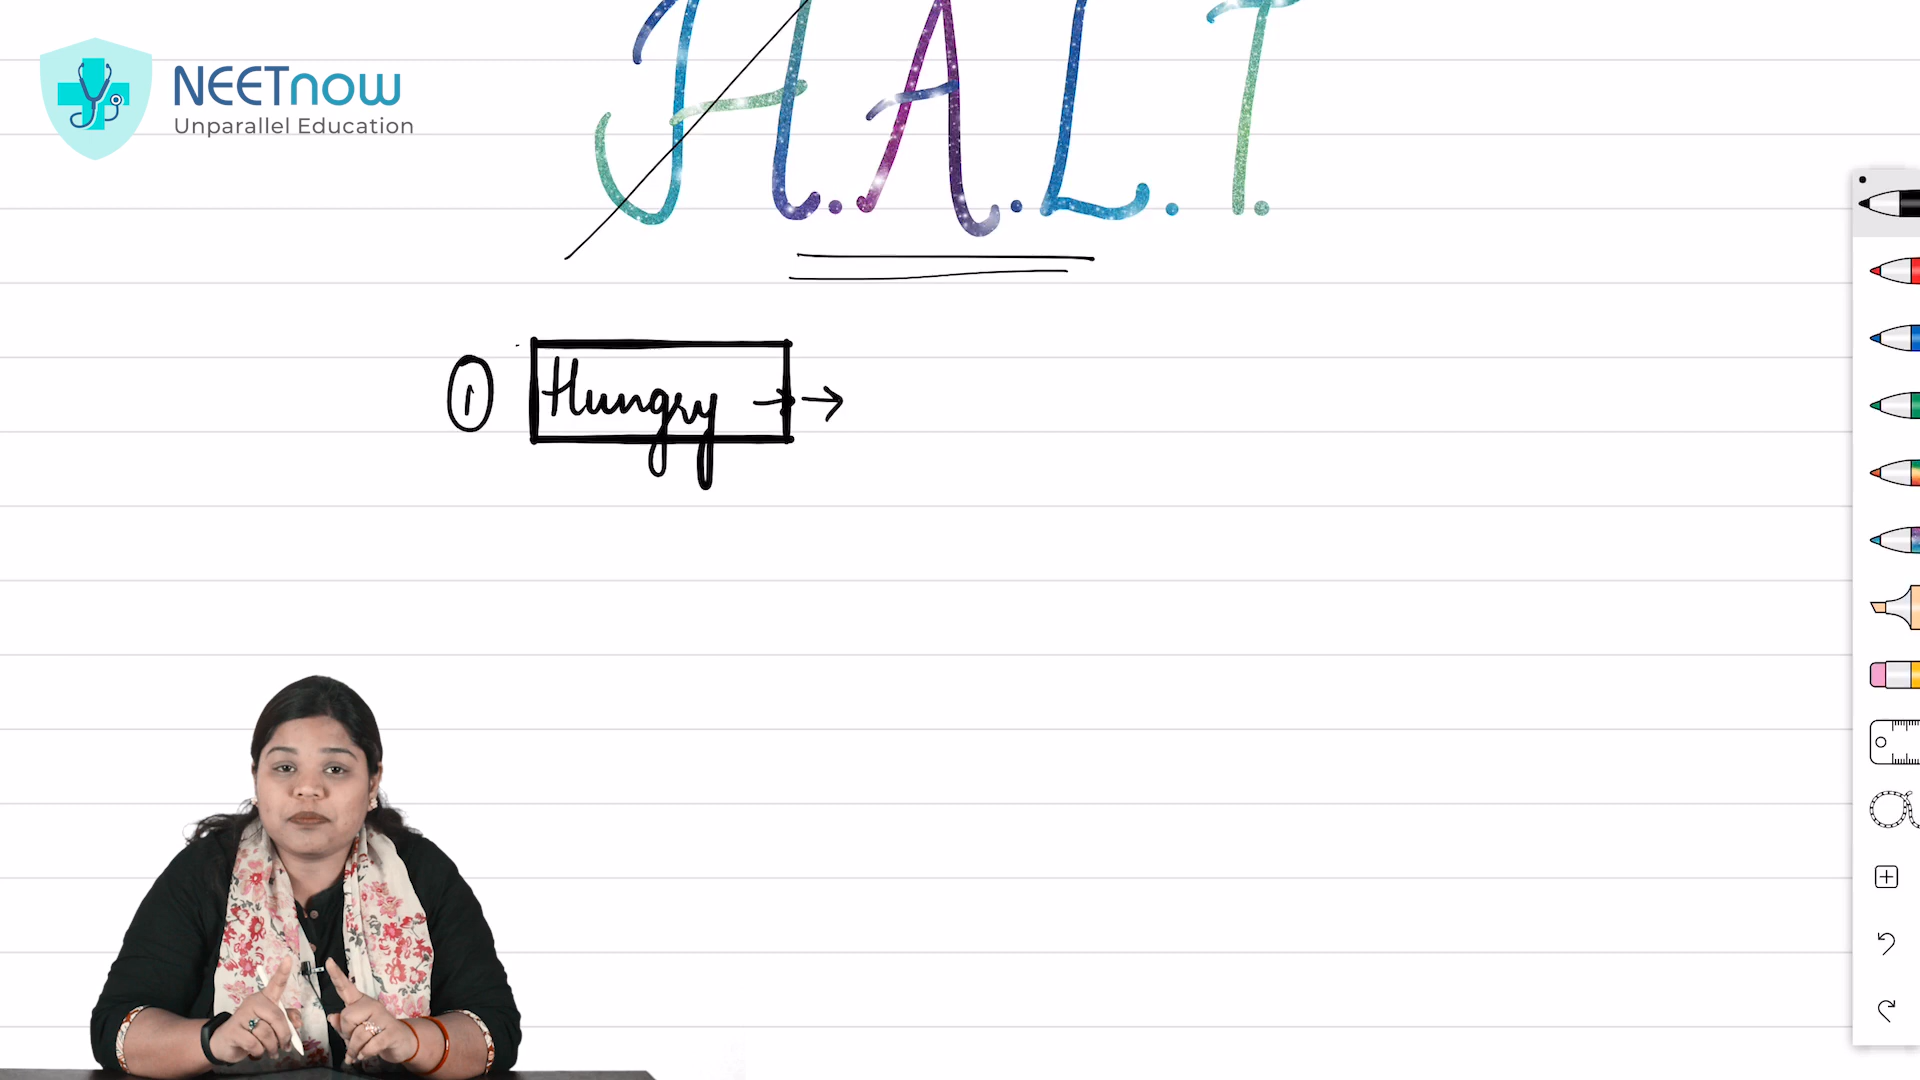 NEETnow
Unparallel Education
H.A.L.T.
① Hungry →→